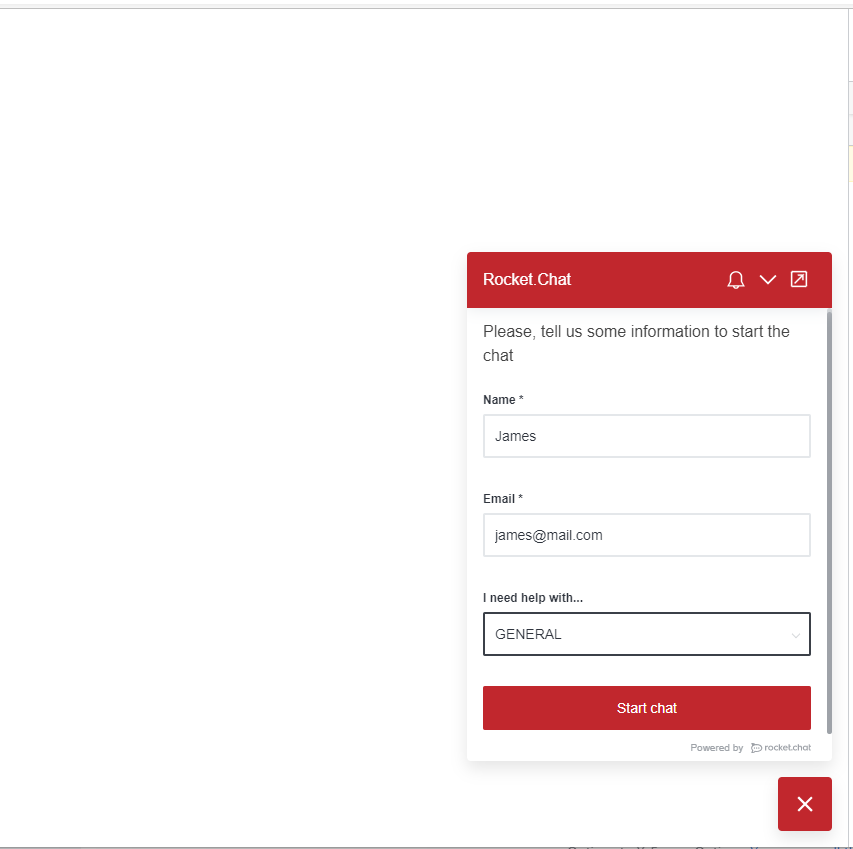 Rocket.Chat
Please, tell us some information to start the
chat
Name *
James
Email *
james@mail.com
I need help with...
GENERAL
Start chat
Powered by rocket.chat